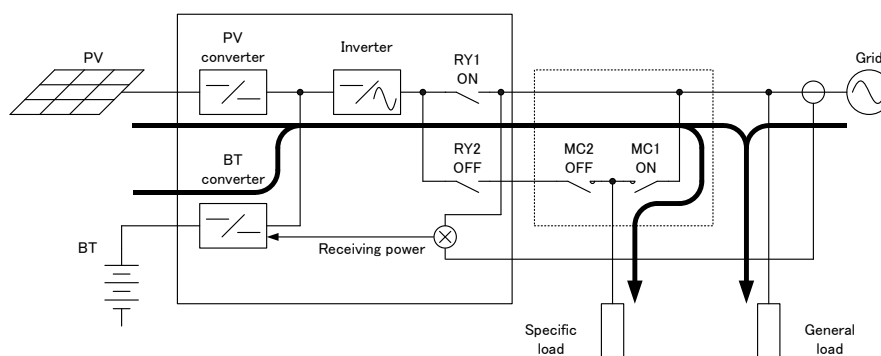 PV
PV
converter
Inverter
RY1
ON
Grid
BT
converter
RY2
OFF
MC2
OFF
MC1
ON
BT
Receiving power
Specific
load
General
load